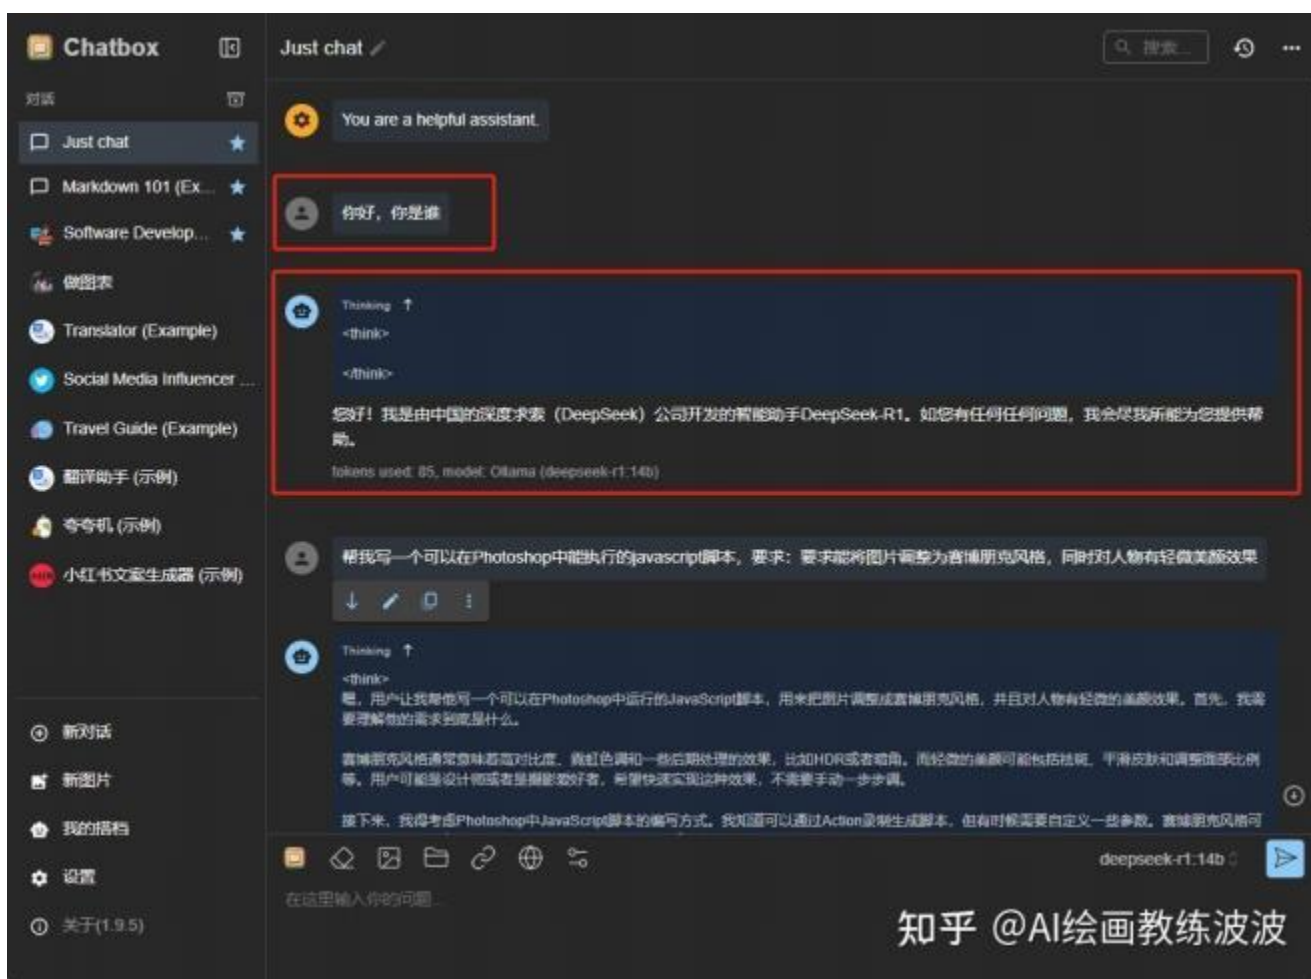 Chatbox
对话
Just chat
Markdown 101 (Ex...
Software Develop...
做图表
Translator (Example)
Social Media Influencer ...
Travel Guide (Example)
翻译助手 (示例)
夸夸机 (示例)
小红书文案生成器 (示例)
新对话
新图片
我的搭档
设置
关于(1.9.5)
Just chat
搜索...
You are a helpful assistant.
你好，你是谁
Thinking ↑
<think>
</think>
您好！我是由中国的深度求索（DeepSeek）公司开发的智能助手DeepSeek-R1。如您有任何任何问题，我会尽我所能为您提供帮
助。
tokens used: 85, model: Ollama (deepseek-r1:14b)
帮我写一个可以在Photoshop中能执行的javascript脚本，要求：要求能将图片调整为赛博朋克风格，同时对人物有轻微美颜效果
Thinking ↑
<think>
嗯，用户让我帮他写一个可以在Photoshop中运行的JavaScript脚本，用来把图片调整成赛博朋克风格，并且对人物有轻微的美颜效果。首先，我需
要理解他的需求到底是什么。
赛博朋克风格通常意味着高对比度、霓虹色调和一些后期处理的效果，比如HDR或者暗角。而轻微的美颜可能包括祛斑、平滑皮肤和调整面部比例
等。用户可能是设计师或者是摄影爱好者，希望快速实现这种效果，不需要手动一步步调。
接下来，我得考虑Photoshop中JavaScript脚本的编写方式。我知道可以通过Action录制生成脚本，但有时候需要自定义一些参数。赛博朋克风格可
deepseek-r1:14b
在这里输入你的问题...
知乎 @AI绘画教练波波